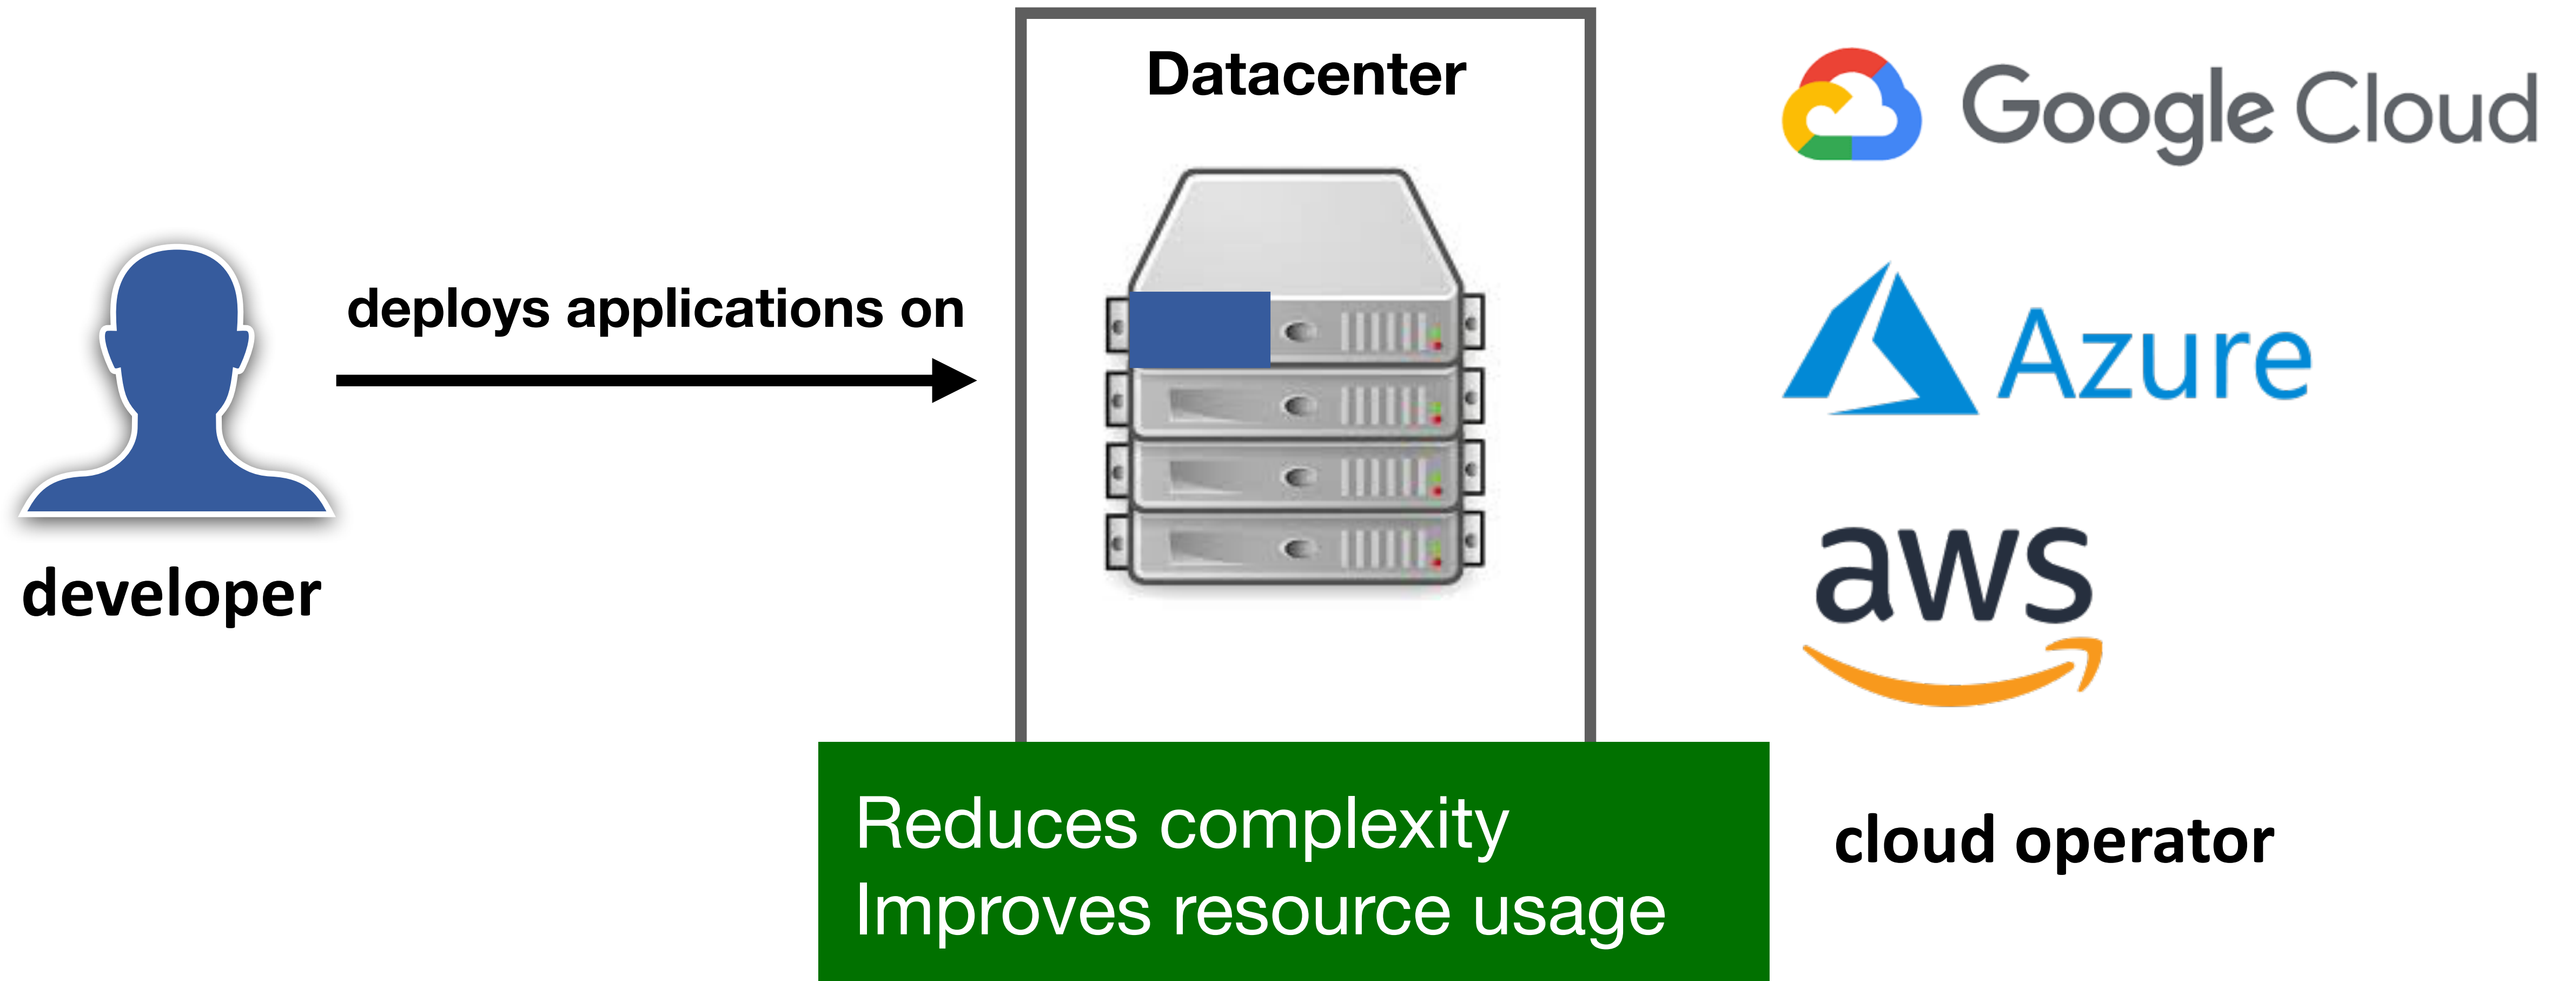 Datacenter
Google Cloud
deploys applications on
Azure
developer
aws
Reduces complexity
Improves resource usage
cloud operator